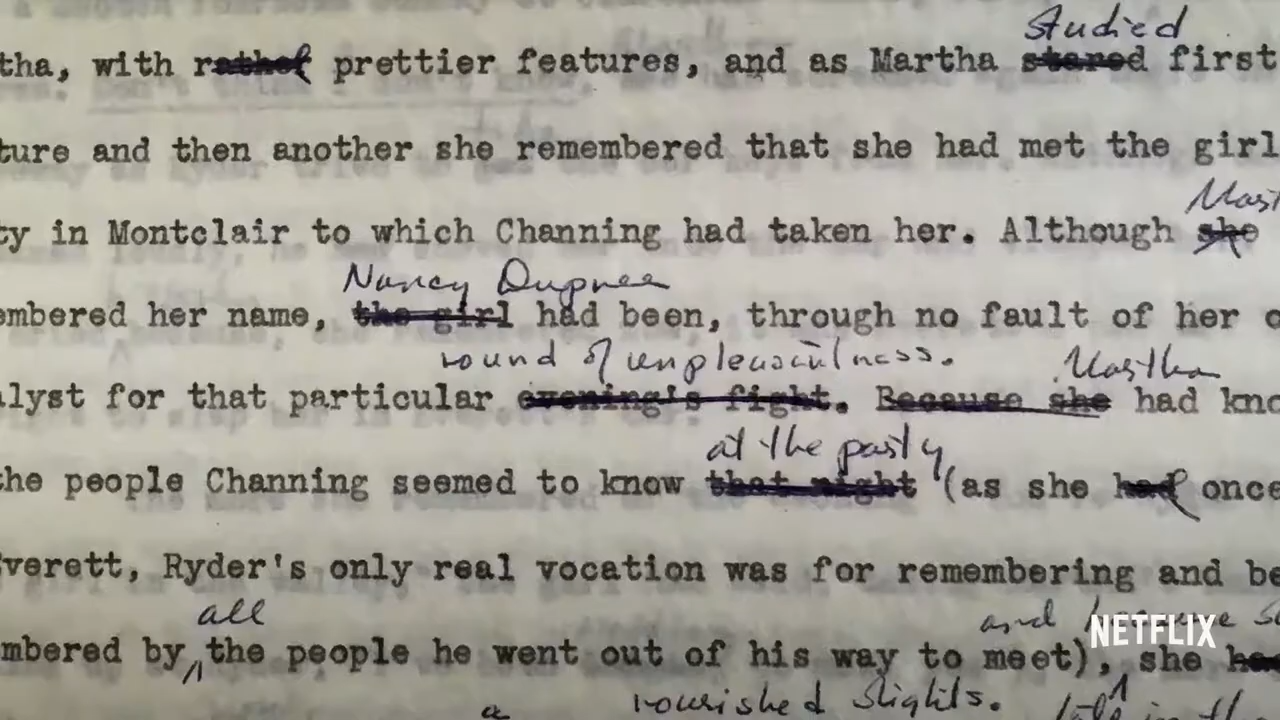 studied
tha, with rather prettier features, and as Martha stared first
ture and then another she remembered that she had met the girl
ty in Montclair to which Channing had taken her. Although she
Nancy Dupree
embered her name, the girl had been, through no fault of her o
round of unpleasantness. Martha
alyst for that particular evening's fight. Because she had kno
at the party
the people Channing seemed to know that night (as she had once
Everett, Ryder's only real vocation was for remembering and be
all and because
mbered by the people he went out of his way to meet), she
NETFLIX
a nourished slights.